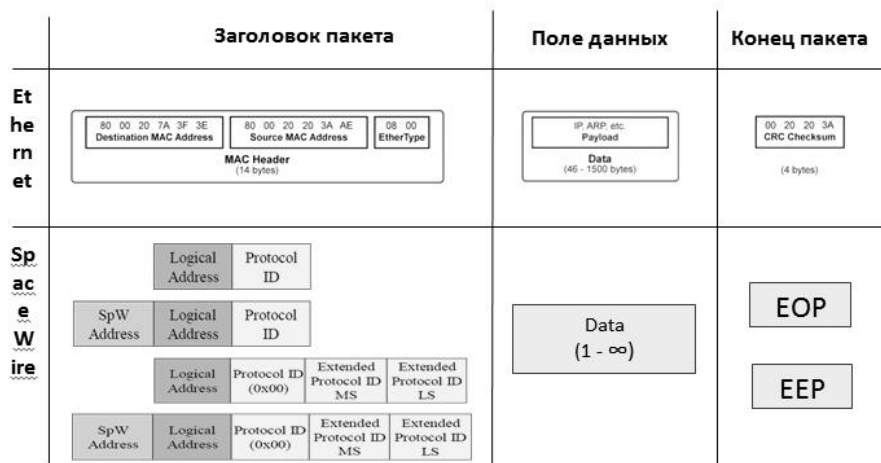 Заголовок пакета
Поле данных
Конец пакета
Et
he
rn
et
80 00 20 7A 3F 3E
Destination MAC Address
80 00 20 20 3A AE
Source MAC Address
08 00
EtherType
MAC Header
(14 bytes)
IP, ARP, etc.
Payload
Data
(46 - 1500 bytes)
00 20 20 3A
CRC Checksum
(4 bytes)
Sp
ac
e
W
ire
Logical
Address
Protocol
ID
SpW
Address
Logical
Address
Protocol
ID
Logical
Address
Protocol ID
(0x00)
Extended
Protocol ID
MS
Extended
Protocol ID
LS
SpW
Address
Logical
Address
Protocol ID
(0x00)
Extended
Protocol ID
MS
Extended
Protocol ID
LS
Data
(1 - ∞)
EOP
EEP